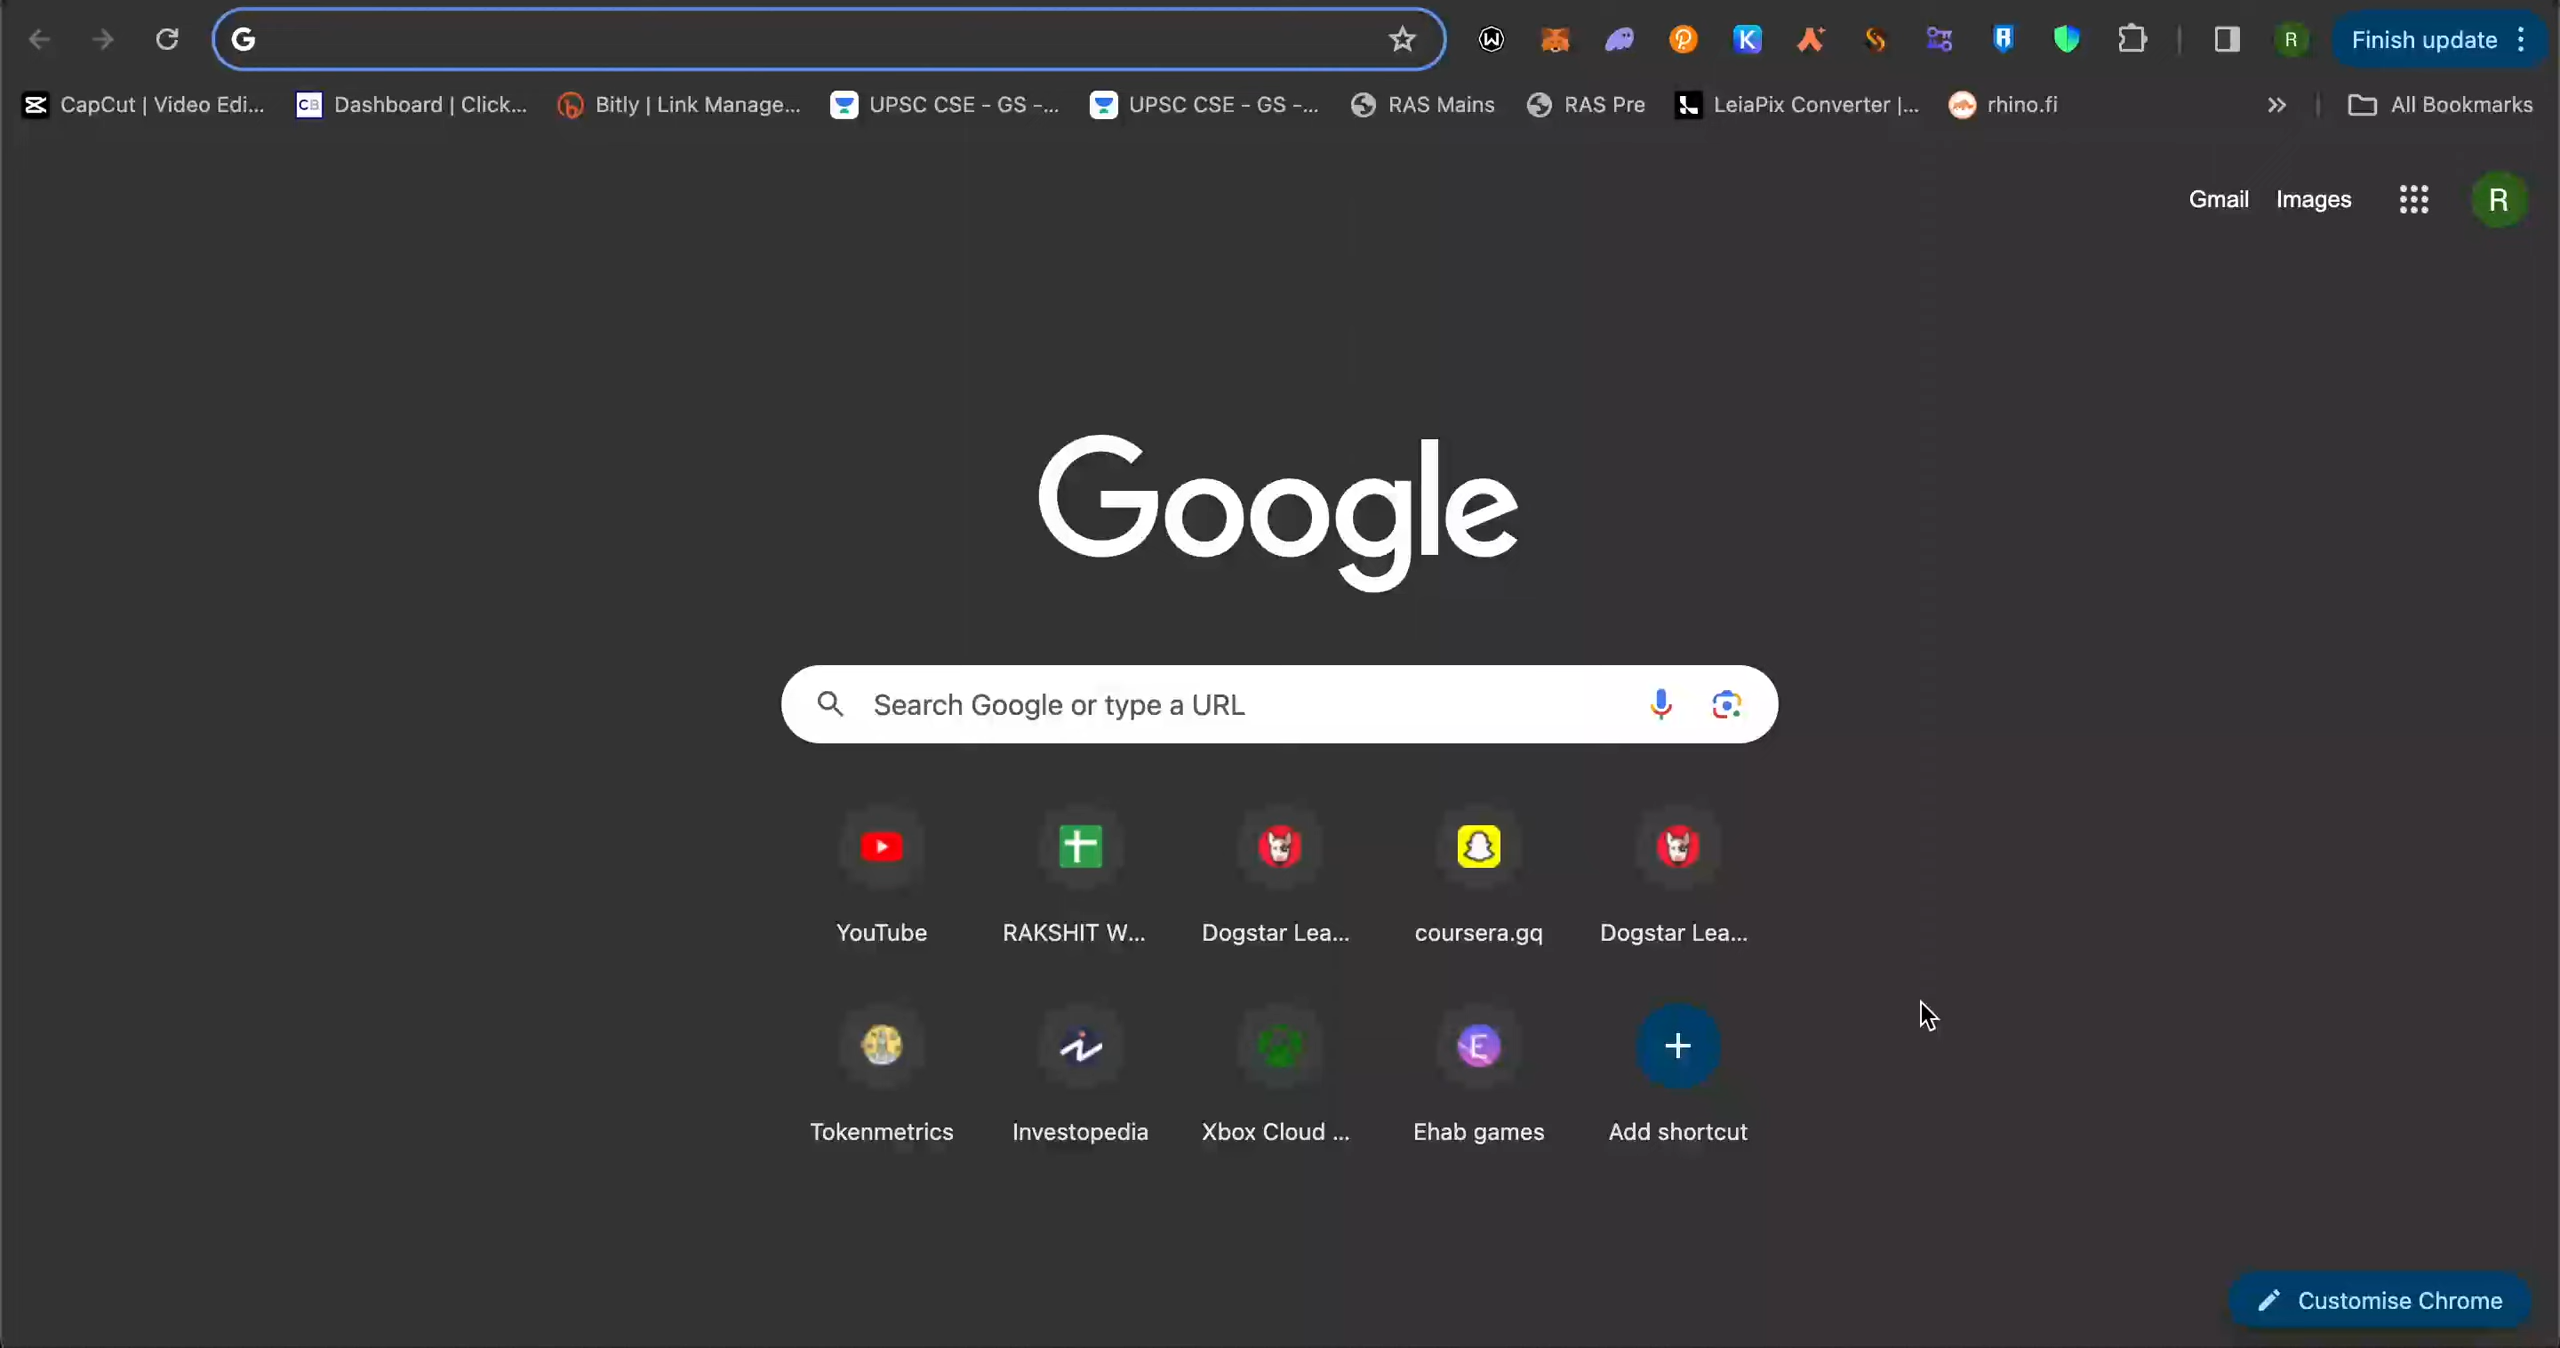 Finish update
CapCut | Video Edi... Dashboard | Click... Bitly | Link Manage... UPSC CSE - GS -... UPSC CSE - GS -... RAS Mains RAS Pre LeiaPix Converter |... rhino.fi All Bookmarks
Gmail Images R
Google
Search Google or type a URL
YouTube RAKSHIT W... Dogstar Lea... coursera.gq Dogstar Lea...
Tokenmetrics Investopedia Xbox Cloud ... Ehab games Add shortcut
Customise Chrome